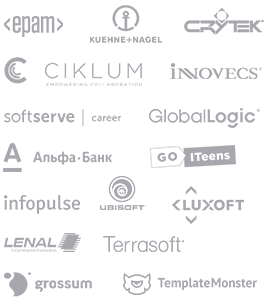 <epam>
KUEHNE+NAGEL
CRYTEK
CIKLUM
EMPOWERING COLLABORATION
iNNOVECS
softserve | career
GlobalLogic
А Альфа·Банк
GO ITeens
infopulse
UBISOFT
<LUXOFT
LENAL
Terrasoft
grossum
TemplateMonster